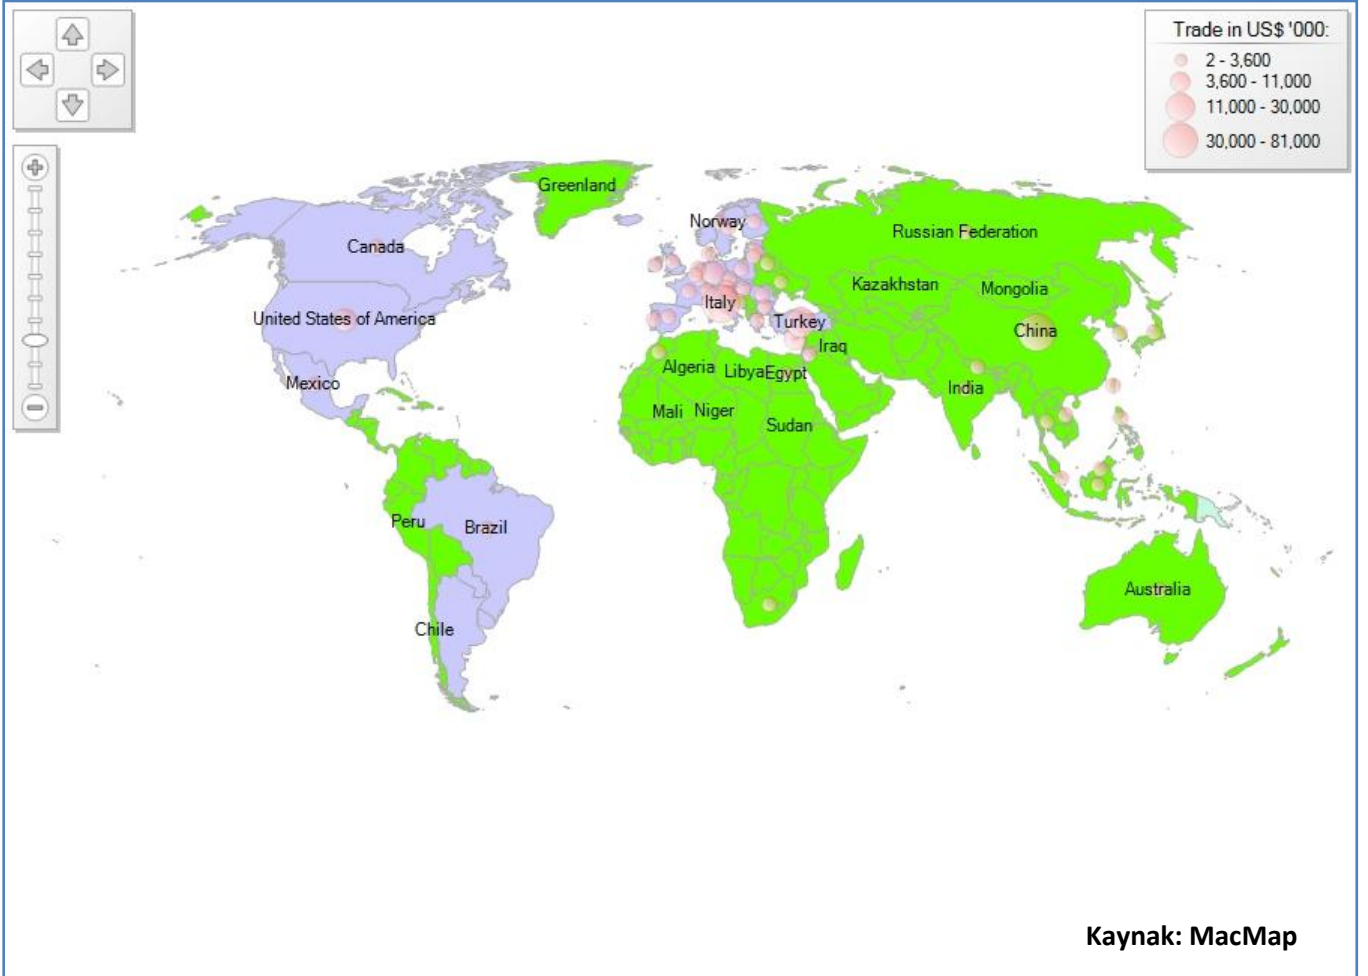 Trade in US$ '000:
2 - 3,600
3,600 - 11,000
11,000 - 30,000
30,000 - 81,000
Greenland
Norway
Canada
Russian Federation
Kazakhstan
Mongolia
Italy
United States of America
Turkey
China
Iraq
Mexico
Algeria
Libya
Egypt
India
Mali
Niger
Sudan
Peru
Brazil
Australia
Chile
Kaynak: MacMap